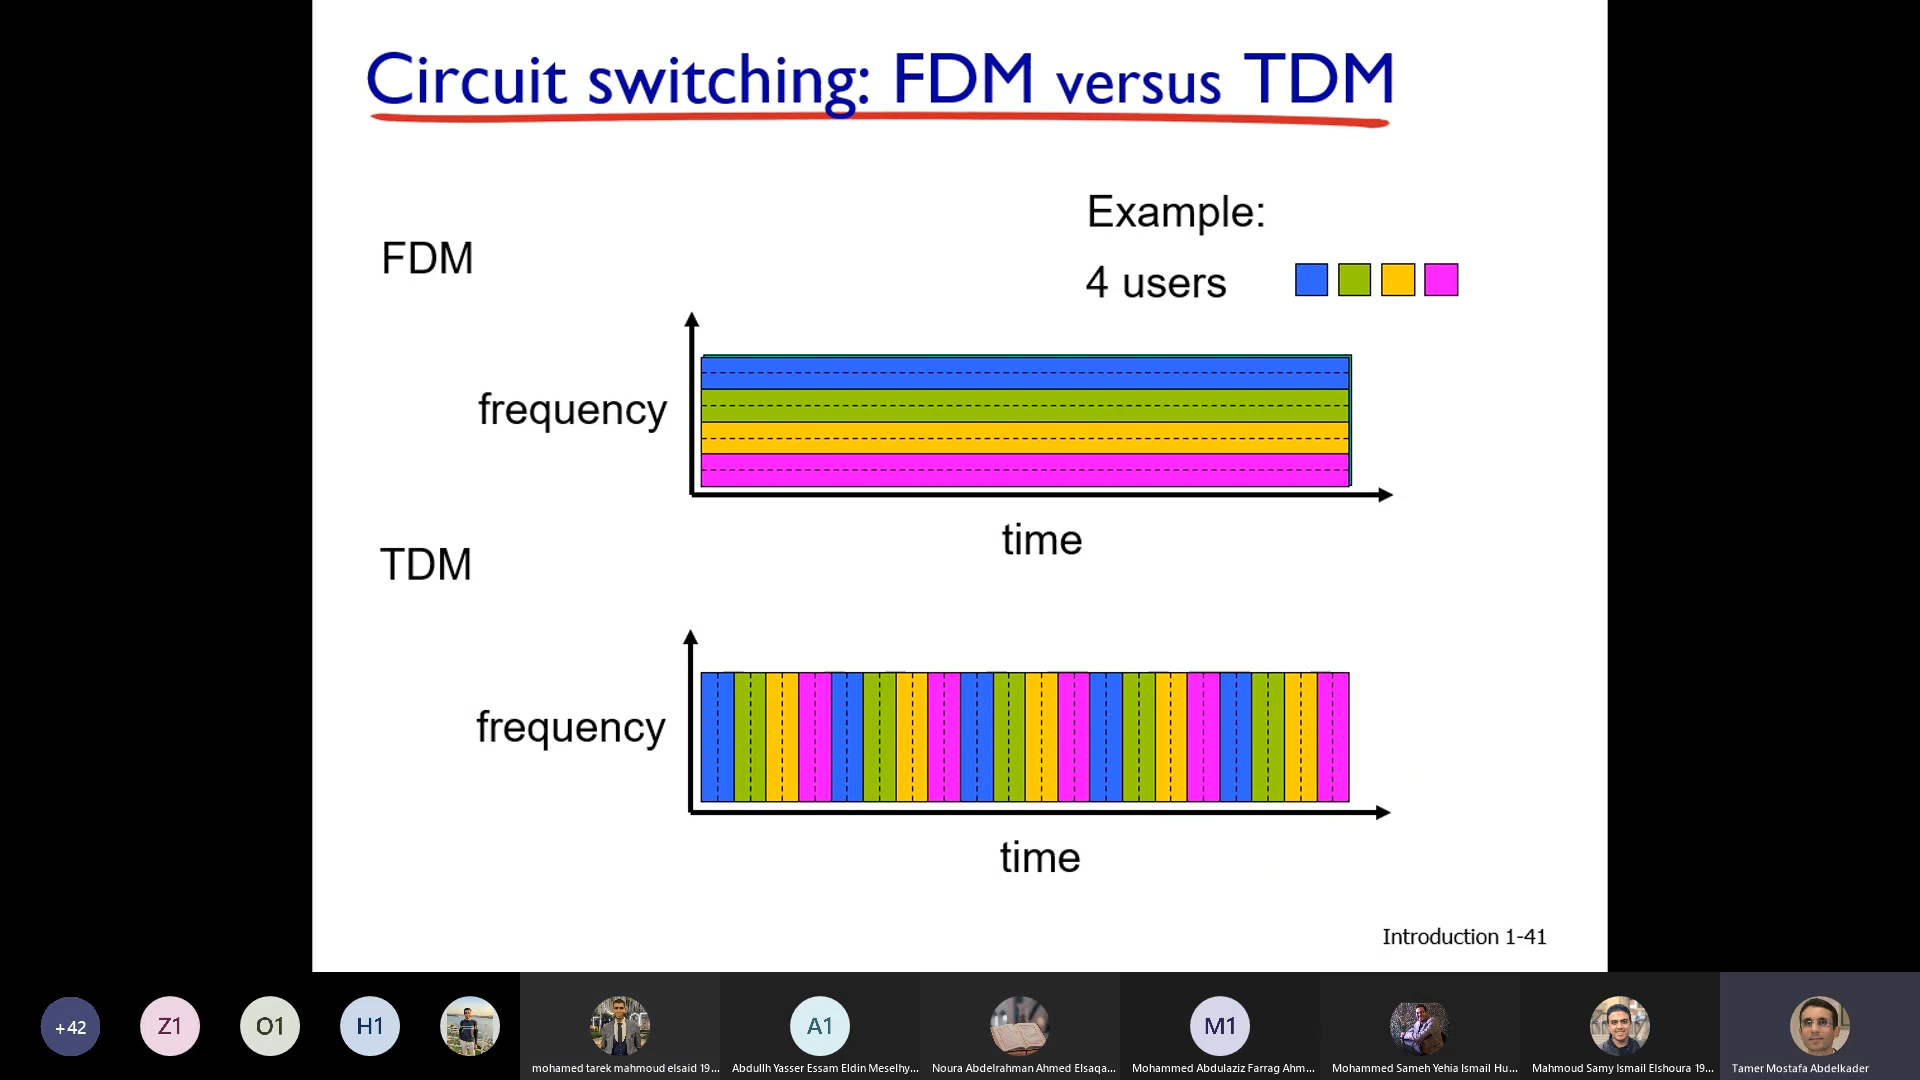 Circuit switching: FDM versus TDM
Example:
FDM
4 users
frequency
time
TDM
frequency
time
Introduction 1-41
+42
Z1
O1
H1
A1
M1
mohamed tarek mahmoud elsaid 19...
Abdullh Yasser Essam Eldin Meselhy...
Noura Abdelrahman Ahmed Elsaqa...
Mohammed Abdulaziz Farrag Ahm...
Mohammed Sameh Yehia Ismail Hu...
Mahmoud Samy Ismail Elshoura 19...
Tamer Mostafa Abdelkader